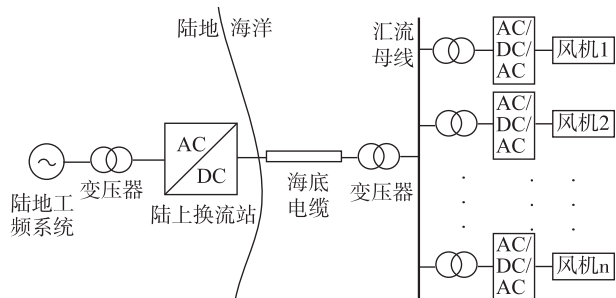 陆地 海洋
汇流
母线
AC/
DC/
AC
风机1
AC/
DC/
AC
风机2
AC
DC
陆地工
频系统
变压器
陆上换流站
海底
电缆
变压器
AC/
DC/
AC
风机n